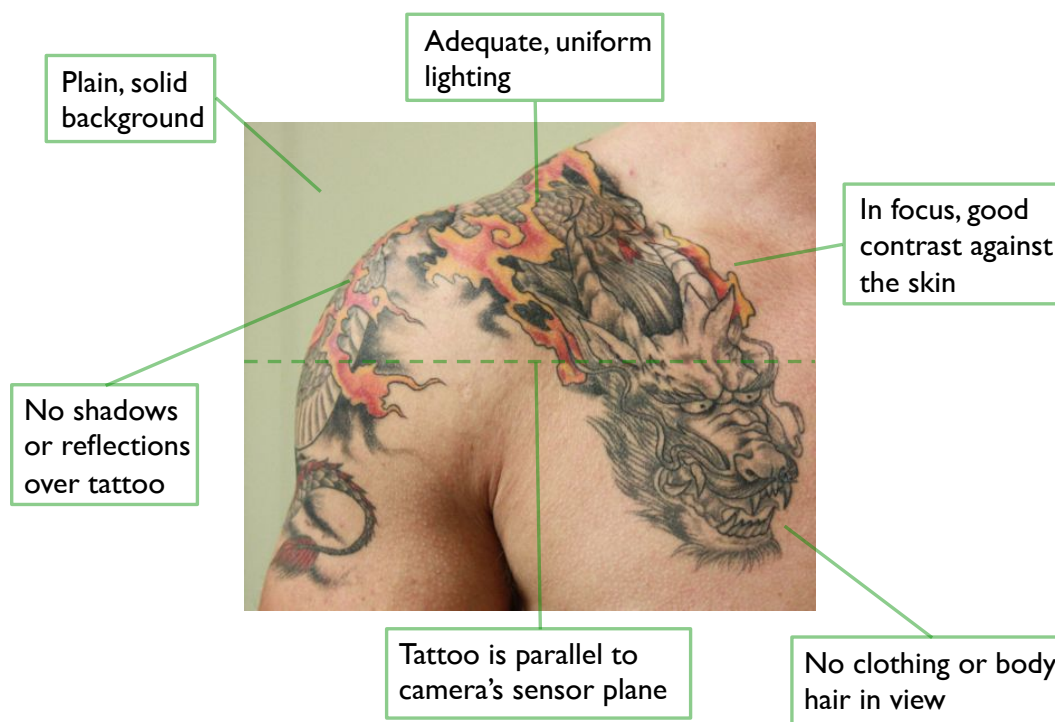 Adequate, uniform
lighting
Plain, solid
background
In focus, good
contrast against
the skin
No shadows
or reflections
over tattoo
Tattoo is parallel to
camera’s sensor plane
No clothing or body
hair in view